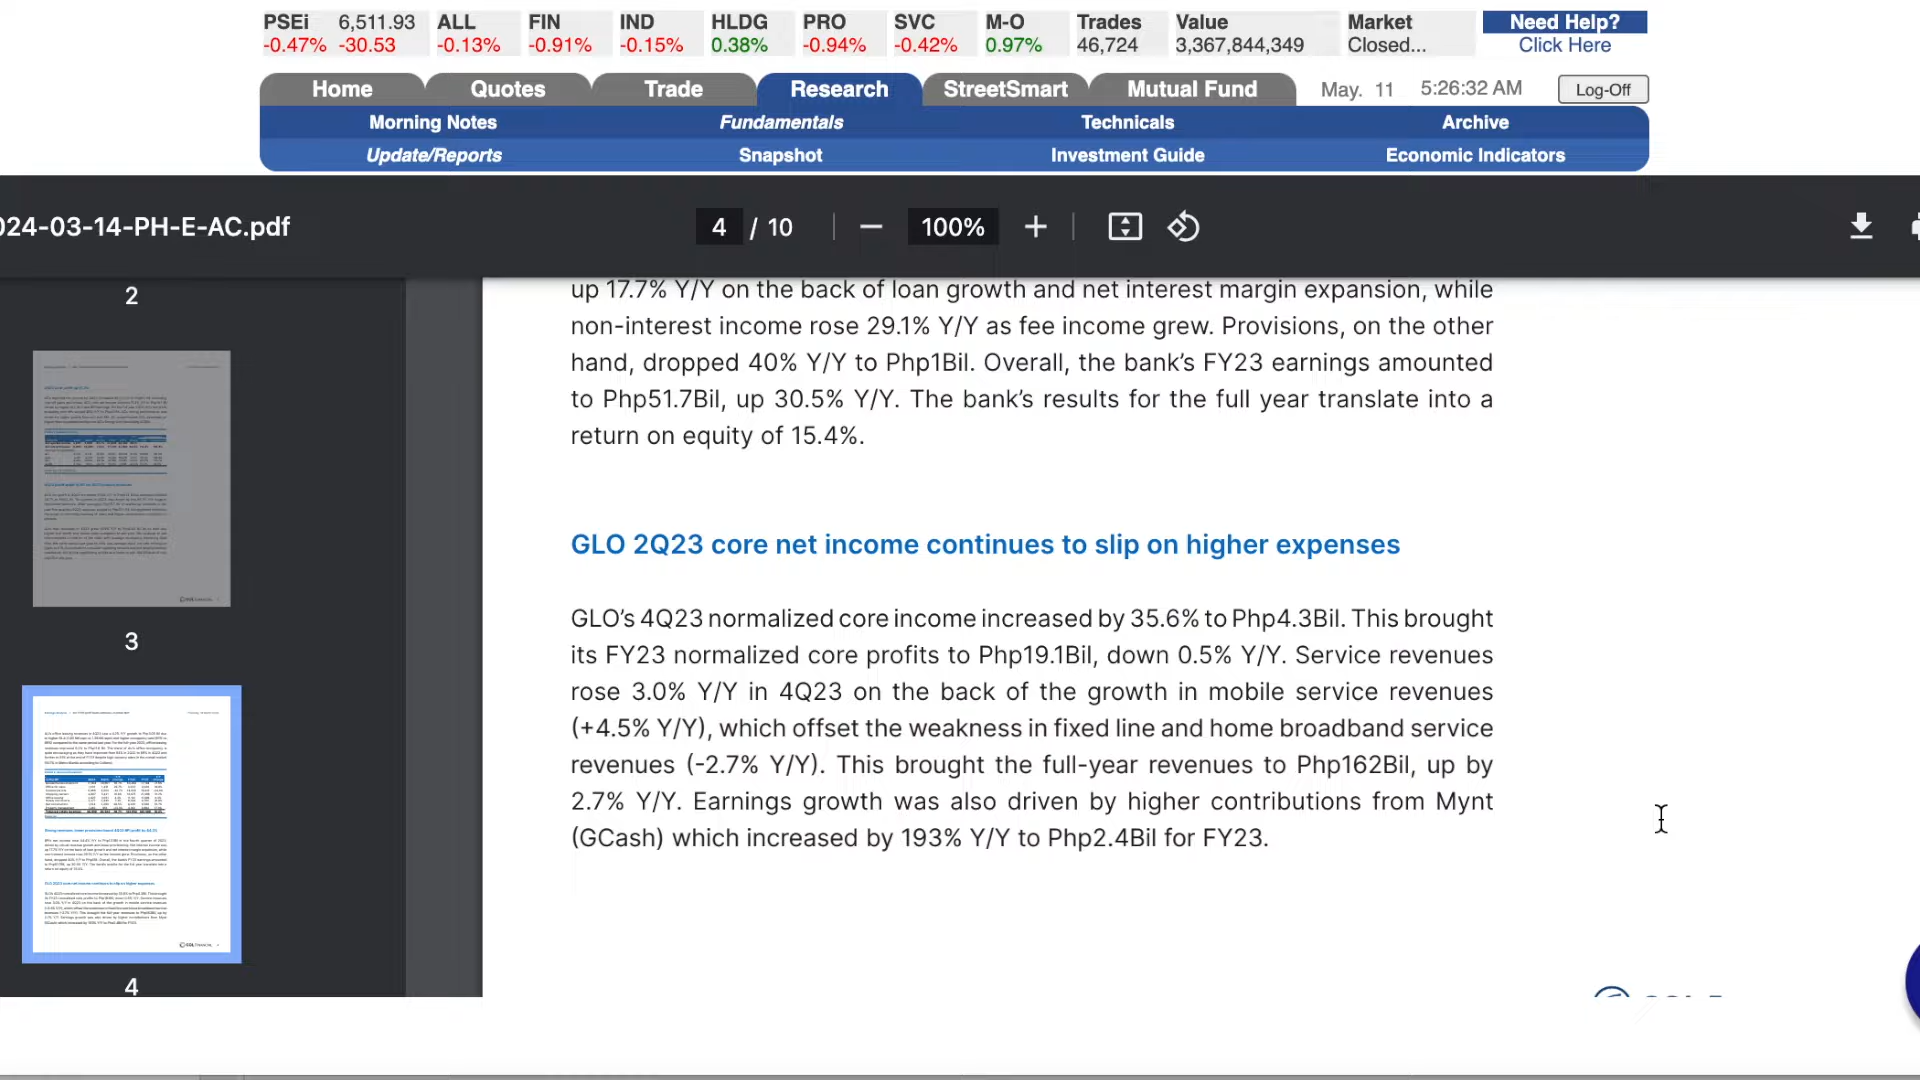 PSEi 6,511.93 ALL FIN IND HLDG PRO SVC M-O Trades Value Market Need Help?
-0.47% -30.53 -0.13% -0.91% -0.15% 0.38% -0.94% -0.42% 0.97% 46,724 3,367,844,349 Closed... Click Here
Home Quotes Trade Research StreetSmart Mutual Fund May. 11 5:26:32 AM Log-Off
Morning Notes Fundamentals Technicals Archive
Update/Reports Snapshot Investment Guide Economic Indicators
024-03-14-PH-E-AC.pdf 4 / 10 100%
2
3
4
up 17.7% Y/Y on the back of loan growth and net interest margin expansion, while
non-interest income rose 29.1% Y/Y as fee income grew. Provisions, on the other
hand, dropped 40% Y/Y to Php1Bil. Overall, the bank’s FY23 earnings amounted
to Php51.7Bil, up 30.5% Y/Y. The bank’s results for the full year translate into a
return on equity of 15.4%.
GLO 2Q23 core net income continues to slip on higher expenses
GLO’s 4Q23 normalized core income increased by 35.6% to Php4.3Bil. This brought
its FY23 normalized core profits to Php19.1Bil, down 0.5% Y/Y. Service revenues
rose 3.0% Y/Y in 4Q23 on the back of the growth in mobile service revenues
(+4.5% Y/Y), which offset the weakness in fixed line and home broadband service
revenues (-2.7% Y/Y). This brought the full-year revenues to Php162Bil, up by
2.7% Y/Y. Earnings growth was also driven by higher contributions from Mynt
(GCash) which increased by 193% Y/Y to Php2.4Bil for FY23.